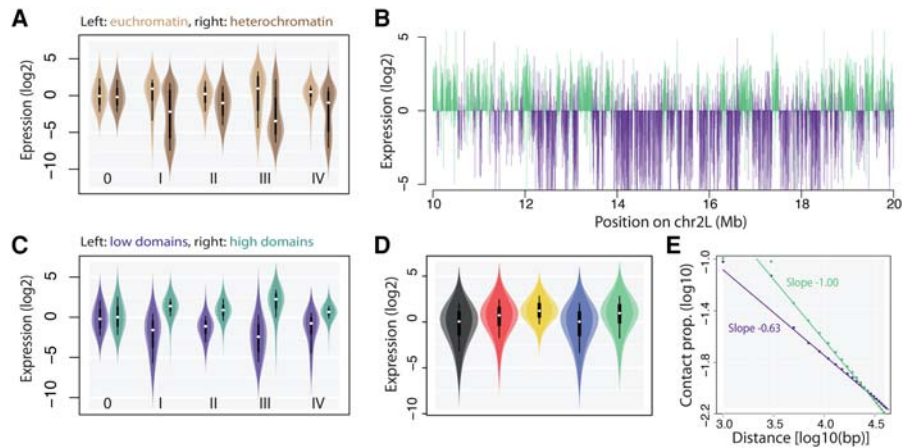 A
Left: euchromatin, right: heterochromatin
Epression (log2)
5
0
−5
−10
0 I II III IV
B
Expression (log2)
5
0
−5
10 12 14 16 18 20
Position on chr2L (Mb)
C
Left: low domains, right: high domains
Expression (log2)
5
0
−5
−10
0 I II III IV
D
Expression (log2)
5
0
−5
−10
E
Contact prop. (log10)
-1.0
-1.4
-1.8
-2.2
Slope -1.00
Slope -0.63
3.0 3.5 4.0 4.5
Distance [log10(bp)]